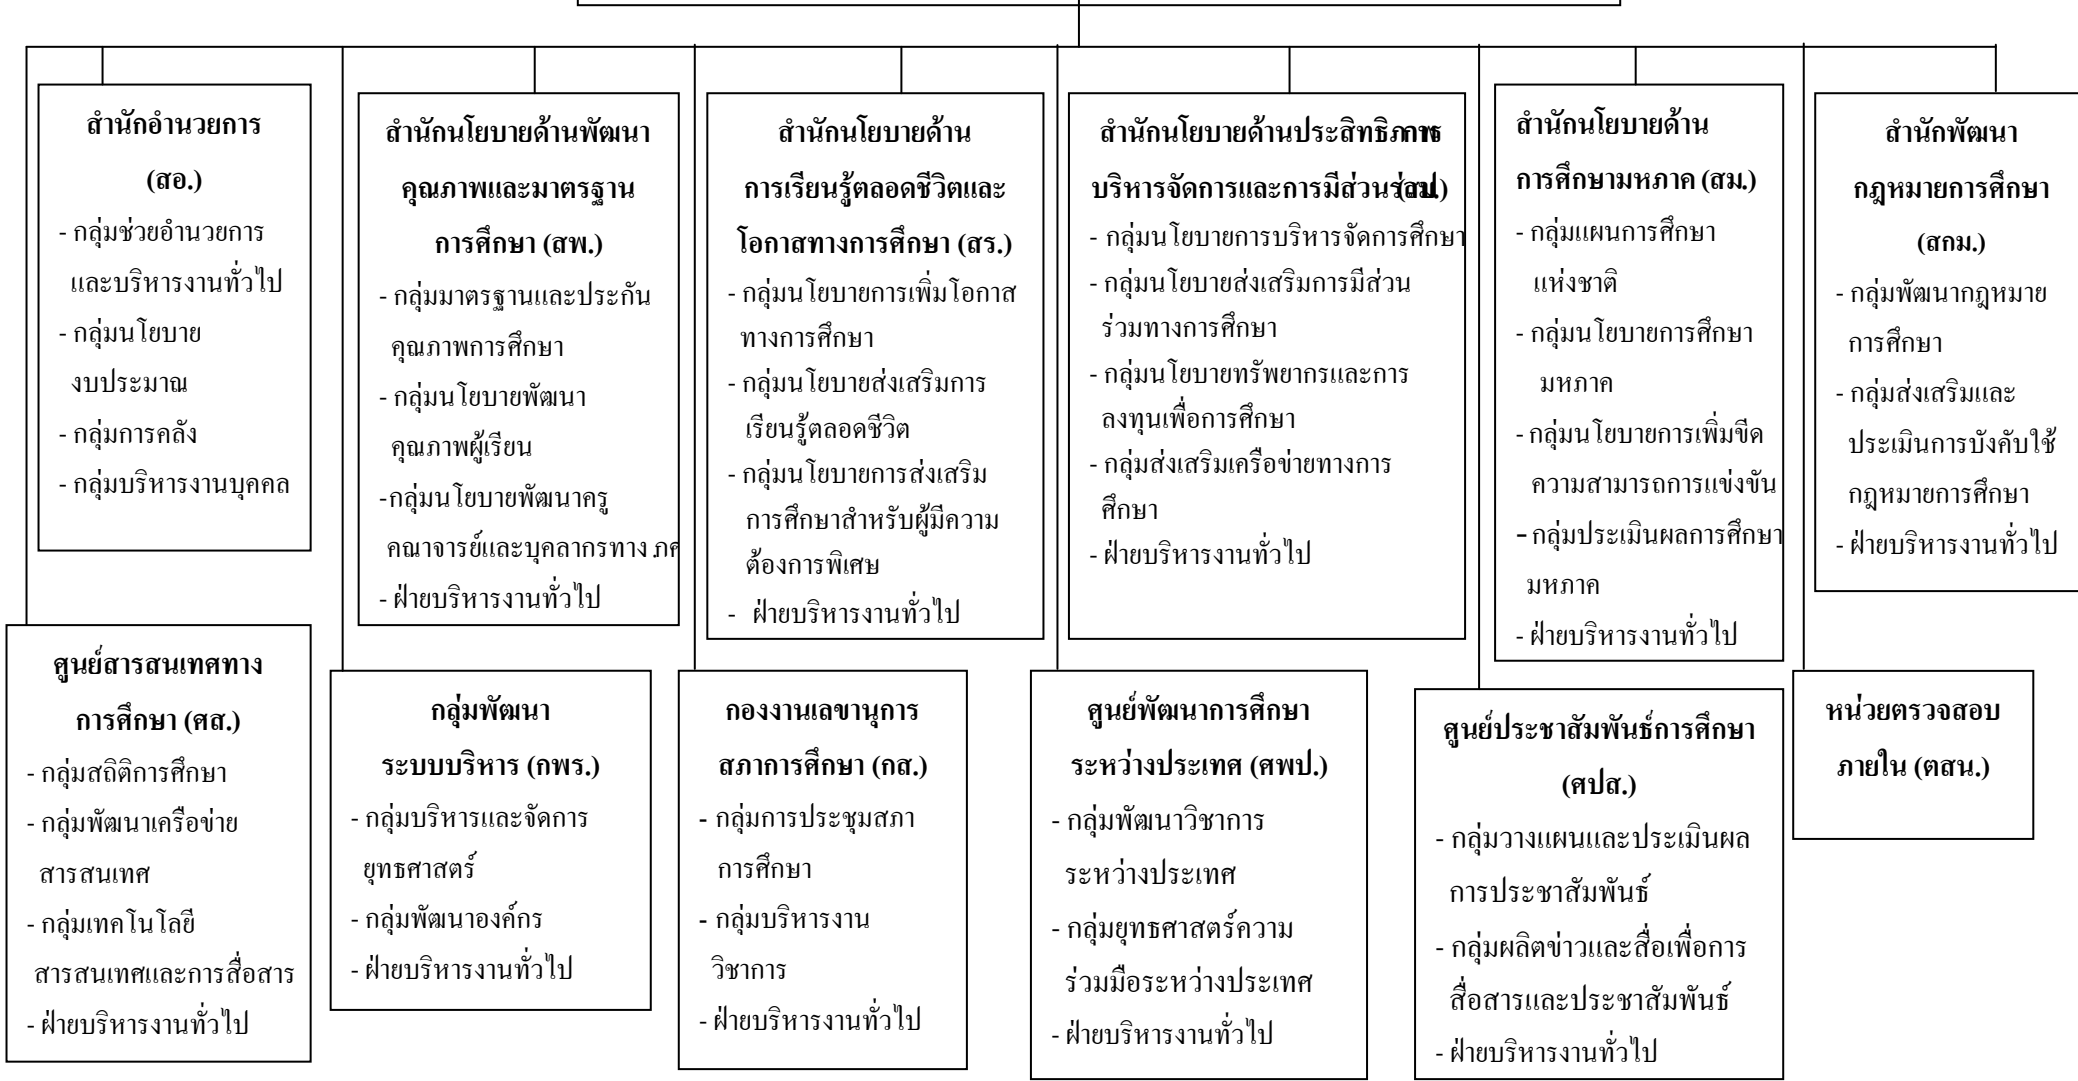 สำนักอำนวยการ
(สอ.)
- กลุ่มช่วยอำนวยการ
และบริหารงานทั่วไป
- กลุ่มนโยบาย
งบประมาณ
- กลุ่มการคลัง
- กลุ่มบริหารงานบุคคล
สำนักนโยบายด้านพัฒนา
คุณภาพและมาตรฐาน
การศึกษา (สพ.)
- กลุ่มมาตรฐานและประกัน
คุณภาพการศึกษา
- กลุ่มนโยบายพัฒนา
คุณภาพผู้เรียน
-กลุ่มนโยบายพัฒนาครู
คณาจารย์และบุคลากรทาง
- ฝ่ายบริหารงานทั่วไป
สำนักนโยบายด้าน
การเรียนรู้ตลอดชีวิตและ
โอกาสทางการศึกษา (สร.)
- กลุ่มนโยบายการเพิ่มโอกาส
ทางการศึกษา
- กลุ่มนโยบายส่งเสริมการ
เรียนรู้ตลอดชีวิต
- กลุ่มนโยบายการส่งเสริม
การศึกษาสำหรับผู้มีความ
ต้องการพิเศษ
- ฝ่ายบริหารงานทั่วไป
สำนักนโยบายด้านประสิทธิภาพ
บริหารจัดการและการมีส่วนร่วม
- กลุ่มนโยบายการบริหารจัดการศึกษา
- กลุ่มนโยบายส่งเสริมการมีส่วน
ร่วมทางการศึกษา
- กลุ่มนโยบายทรัพยากรและการ
ลงทุนเพื่อการศึกษา
- กลุ่มส่งเสริมเครือข่ายทางการ
ศึกษา
- ฝ่ายบริหารงานทั่วไป
สำนักนโยบายด้าน
การศึกษามหภาค (สม.)
- กลุ่มแผนการศึกษา
แห่งชาติ
- กลุ่มนโยบายการศึกษา
มหภาค
- กลุ่มนโยบายการเพิ่มขีด
ความสามารถการแข่งขัน
- กลุ่มประเมินผลการศึกษา
มหภาค
- ฝ่ายบริหารงานทั่วไป
สำนักพัฒนา
กฎหมายการศึกษา
(สกม.)
- กลุ่มพัฒนากฎหมาย
การศึกษา
- กลุ่มส่งเสริมและ
ประเมินการบังคับใช้
กฎหมายการศึกษา
- ฝ่ายบริหารงานทั่วไป
ศูนย์สารสนเทศทาง
การศึกษา (ศส.)
- กลุ่มสถิติการศึกษา
- กลุ่มพัฒนาเครือข่าย
สารสนเทศ
- กลุ่มเทคโนโลยี
สารสนเทศและการสื่อสาร
- ฝ่ายบริหารงานทั่วไป
กลุ่มพัฒนา
ระบบบริหาร (กพร.)
- กลุ่มบริหารและจัดการ
ยุทธศาสตร์
- กลุ่มพัฒนาองค์กร
- ฝ่ายบริหารงานทั่วไป
กองงานเลขานุการ
สภาการศึกษา (กส.)
- กลุ่มการประชุมสภา
การศึกษา
- กลุ่มบริหารงาน
วิชาการ
- ฝ่ายบริหารงานทั่วไป
ศูนย์พัฒนาการศึกษา
ระหว่างประเทศ (ศพป.)
- กลุ่มพัฒนาวิชาการ
ระหว่างประเทศ
- กลุ่มยุทธศาสตร์ความ
ร่วมมือระหว่างประเทศ
- ฝ่ายบริหารงานทั่วไป
ศูนย์ประชาสัมพันธ์การศึกษา
(ศปส.)
- กลุ่มวางแผนและประเมินผล
การประชาสัมพันธ์
- กลุ่มผลิตข่าวและสื่อเพื่อการ
สื่อสารและประชาสัมพันธ์
- ฝ่ายบริหารงานทั่วไป
หน่วยตรวจสอบ
ภายใน (ตสน.)